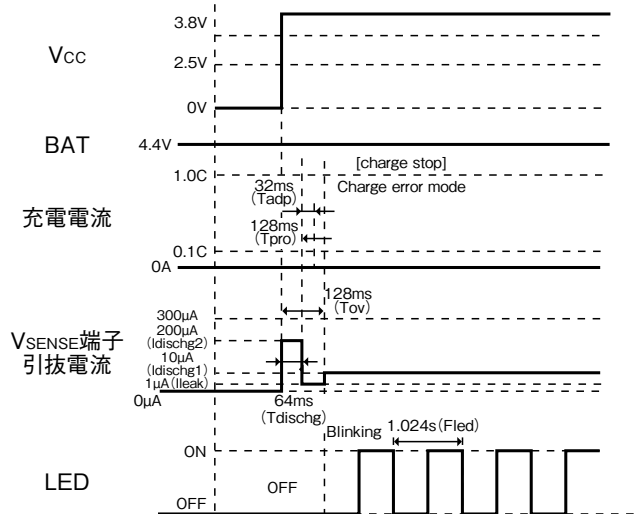 3.8V
VCC
2.5V
0V
BAT
4.4V
[charge stop]
1.0C
32ms
(Tadp)
Charge error mode
充電電流
128ms
(Tpro)
0.1C
0A
128ms
(Tov)
300μA
200μA
(Idischg2)
VSENSE端子
引抜電流
10μA
(Idischg1)
1μA(Ileak)
0μA
64ms
(Tdischg)
Blinking
1.024s(Fled)
ON
LED
OFF
OFF